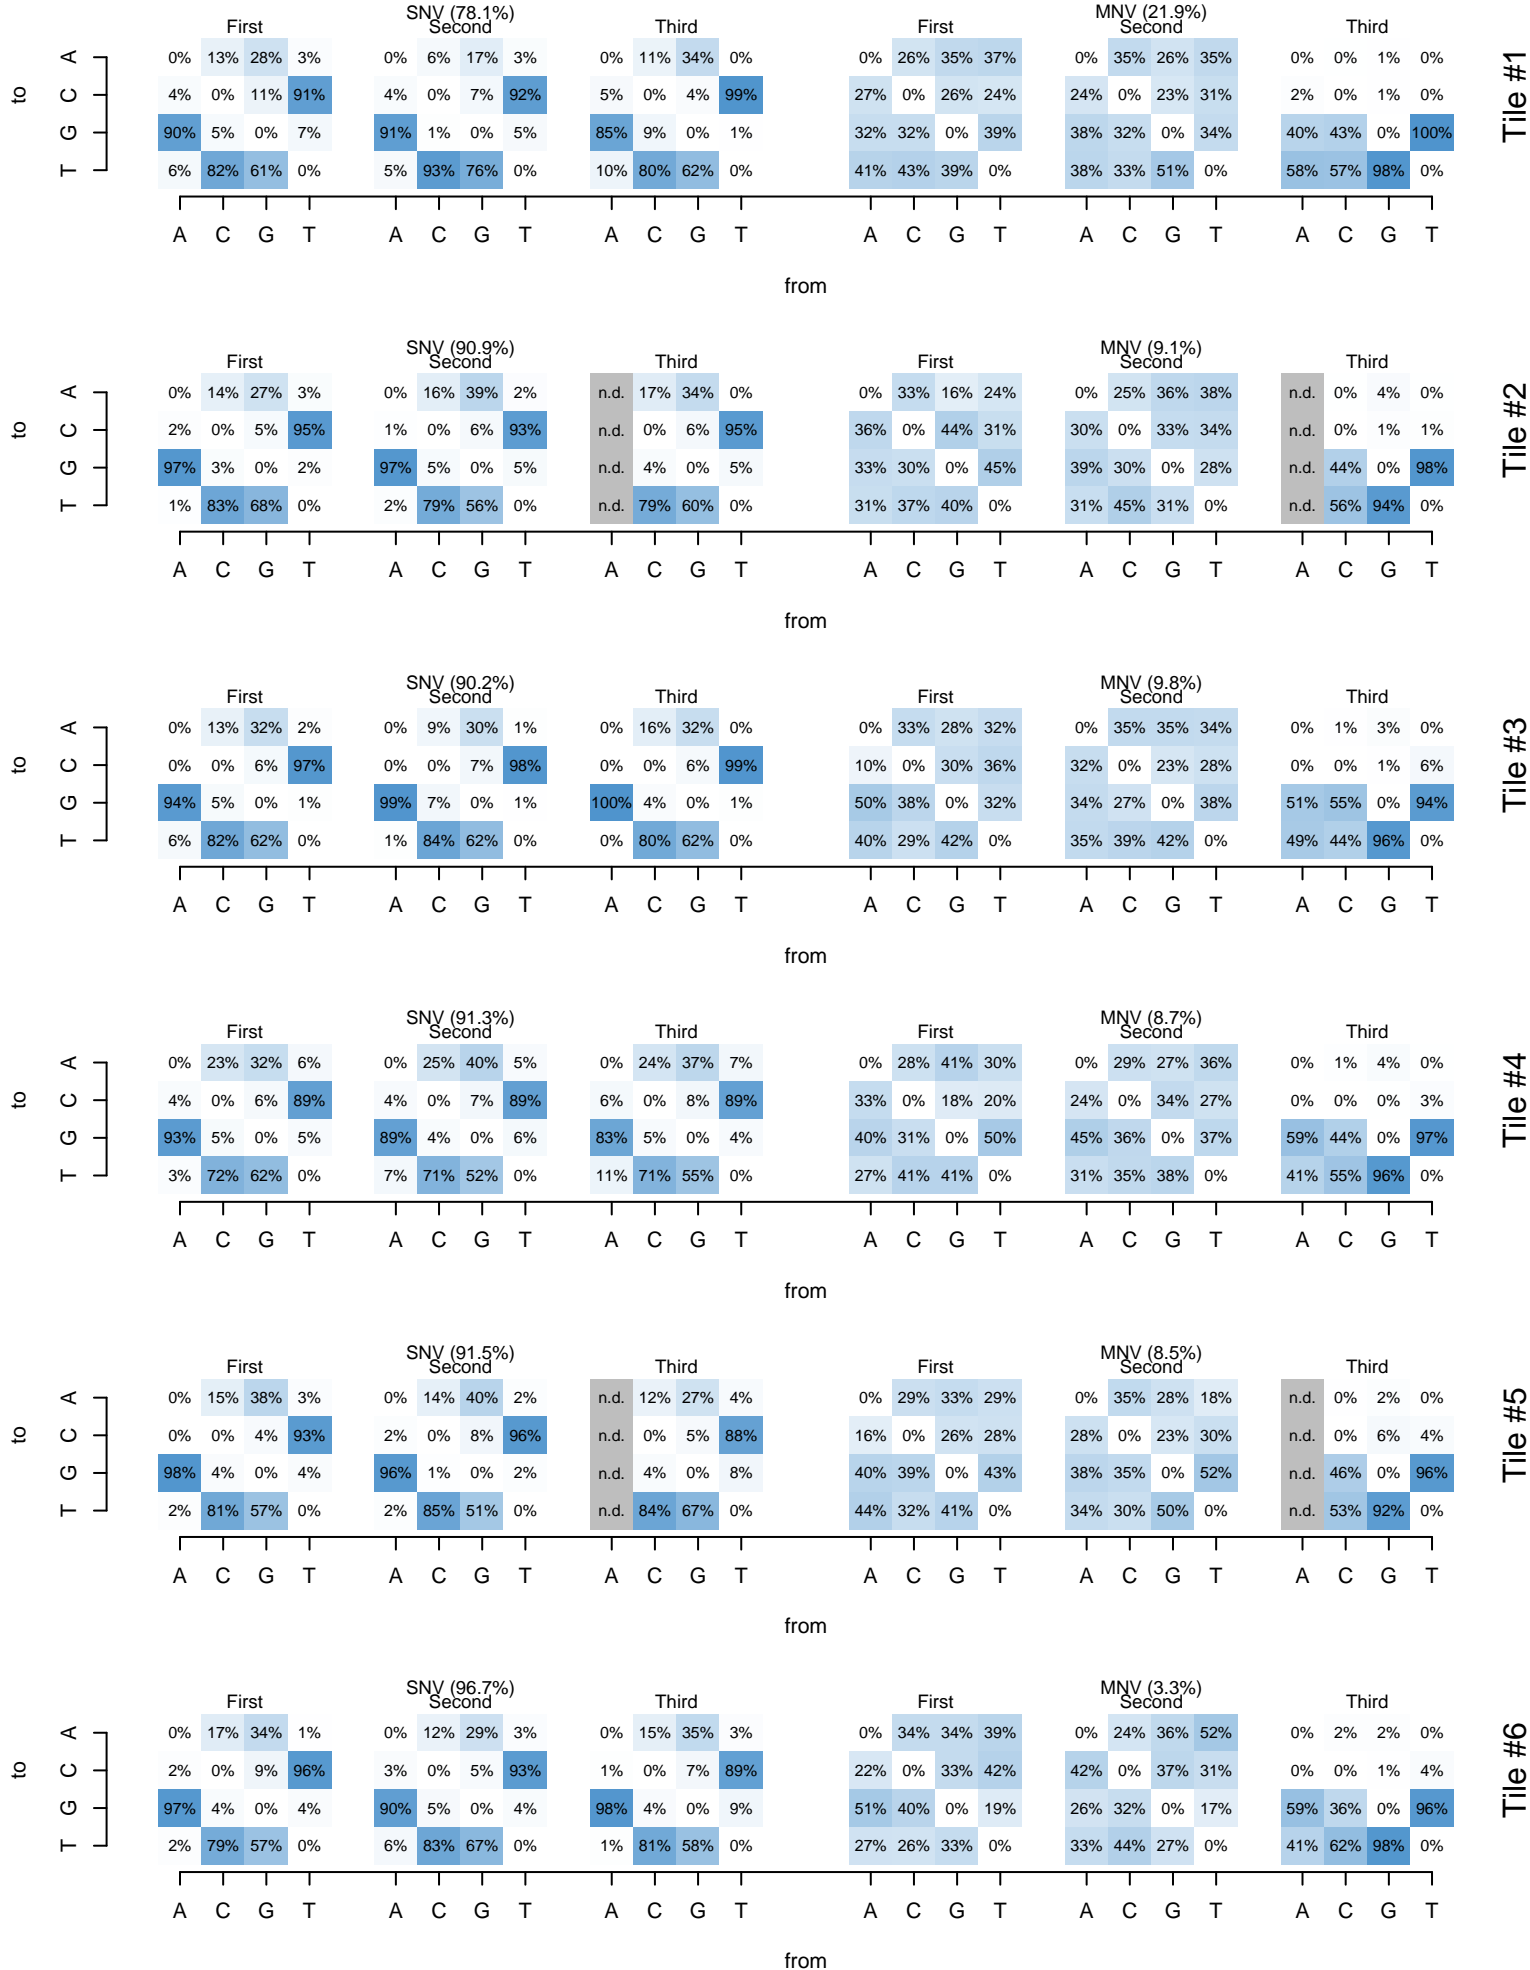 SNV (78.1%) MNV (21.9%)
First Second Third First Second Third
A 0% 13% 28% 3% 0% 6% 17% 3% 0% 11% 34% 0% 0% 26% 35% 37% 0% 35% 26% 35% 0% 0% 1% 0%
to C 4% 0% 11% 91% 4% 0% 7% 92% 5% 0% 4% 99% 27% 0% 26% 24% 24% 0% 23% 31% 2% 0% 1% 0% Tile #1
G 90% 5% 0% 7% 91% 1% 0% 5% 85% 9% 0% 1% 32% 32% 0% 39% 38% 32% 0% 34% 40% 43% 0% 100%
T 6% 82% 61% 0% 5% 93% 76% 0% 10% 80% 62% 0% 41% 43% 39% 0% 38% 33% 51% 0% 58% 57% 98% 0%
A C G T A C G T A C G T A C G T A C G T A C G T
from
SNV (90.9%) MNV (9.1%)
First Second Third First Second Third
A 0% 14% 27% 3% 0% 16% 39% 2% n.d. 17% 34% 0% 0% 33% 16% 24% 0% 25% 36% 38% n.d. 0% 4% 0%
to C 2% 0% 5% 95% 1% 0% 6% 93% n.d. 0% 6% 95% 36% 0% 44% 31% 30% 0% 33% 34% n.d. 0% 1% 1% Tile #2
G 97% 3% 0% 2% 97% 5% 0% 5% n.d. 4% 0% 5% 33% 30% 0% 45% 39% 30% 0% 28% n.d. 44% 0% 98%
T 1% 83% 68% 0% 2% 79% 56% 0% n.d. 79% 60% 0% 31% 37% 40% 0% 31% 45% 31% 0% n.d. 56% 94% 0%
A C G T A C G T A C G T A C G T A C G T A C G T
from
SNV (90.2%) MNV (9.8%)
First Second Third First Second Third
A 0% 13% 32% 2% 0% 9% 30% 1% 0% 16% 32% 0% 0% 33% 28% 32% 0% 35% 35% 34% 0% 1% 3% 0%
to C 0% 0% 6% 97% 0% 0% 7% 98% 0% 0% 6% 99% 10% 0% 30% 36% 32% 0% 23% 28% 0% 0% 1% 6% Tile #3
G 94% 5% 0% 1% 99% 7% 0% 1% 100% 4% 0% 1% 50% 38% 0% 32% 34% 27% 0% 38% 51% 55% 0% 94%
T 6% 82% 62% 0% 1% 84% 62% 0% 0% 80% 62% 0% 40% 29% 42% 0% 35% 39% 42% 0% 49% 44% 96% 0%
A C G T A C G T A C G T A C G T A C G T A C G T
from
SNV (91.3%) MNV (8.7%)
First Second Third First Second Third
A 0% 23% 32% 6% 0% 25% 40% 5% 0% 24% 37% 7% 0% 28% 41% 30% 0% 29% 27% 36% 0% 1% 4% 0%
to C 4% 0% 6% 89% 4% 0% 7% 89% 6% 0% 8% 89% 33% 0% 18% 20% 24% 0% 34% 27% 0% 0% 0% 3% Tile #4
G 93% 5% 0% 5% 89% 4% 0% 6% 83% 5% 0% 4% 40% 31% 0% 50% 45% 36% 0% 37% 59% 44% 0% 97%
T 3% 72% 62% 0% 7% 71% 52% 0% 11% 71% 55% 0% 27% 41% 41% 0% 31% 35% 38% 0% 41% 55% 96% 0%
A C G T A C G T A C G T A C G T A C G T A C G T
from
SNV (91.5%) MNV (8.5%)
First Second Third First Second Third
A 0% 15% 38% 3% 0% 14% 40% 2% n.d. 12% 27% 4% 0% 29% 33% 29% 0% 35% 28% 18% n.d. 0% 2% 0%
to C 0% 0% 4% 93% 2% 0% 8% 96% n.d. 0% 5% 88% 16% 0% 26% 28% 28% 0% 23% 30% n.d. 0% 6% 4% Tile #5
G 98% 4% 0% 4% 96% 1% 0% 2% n.d. 4% 0% 8% 40% 39% 0% 43% 38% 35% 0% 52% n.d. 46% 0% 96%
T 2% 81% 57% 0% 2% 85% 51% 0% n.d. 84% 67% 0% 44% 32% 41% 0% 34% 30% 50% 0% n.d. 53% 92% 0%
A C G T A C G T A C G T A C G T A C G T A C G T
from
SNV (96.7%) MNV (3.3%)
First Second Third First Second Third
A 0% 17% 34% 1% 0% 12% 29% 3% 0% 15% 35% 3% 0% 34% 34% 39% 0% 24% 36% 52% 0% 2% 2% 0%
to C 2% 0% 9% 96% 3% 0% 5% 93% 1% 0% 7% 89% 22% 0% 33% 42% 42% 0% 37% 31% 0% 0% 1% 4% Tile #6
G 97% 4% 0% 4% 90% 5% 0% 4% 98% 4% 0% 9% 51% 40% 0% 19% 26% 32% 0% 17% 59% 36% 0% 96%
T 2% 79% 57% 0% 6% 83% 67% 0% 1% 81% 58% 0% 27% 26% 33% 0% 33% 44% 27% 0% 41% 62% 98% 0%
A C G T A C G T A C G T A C G T A C G T A C G T
from